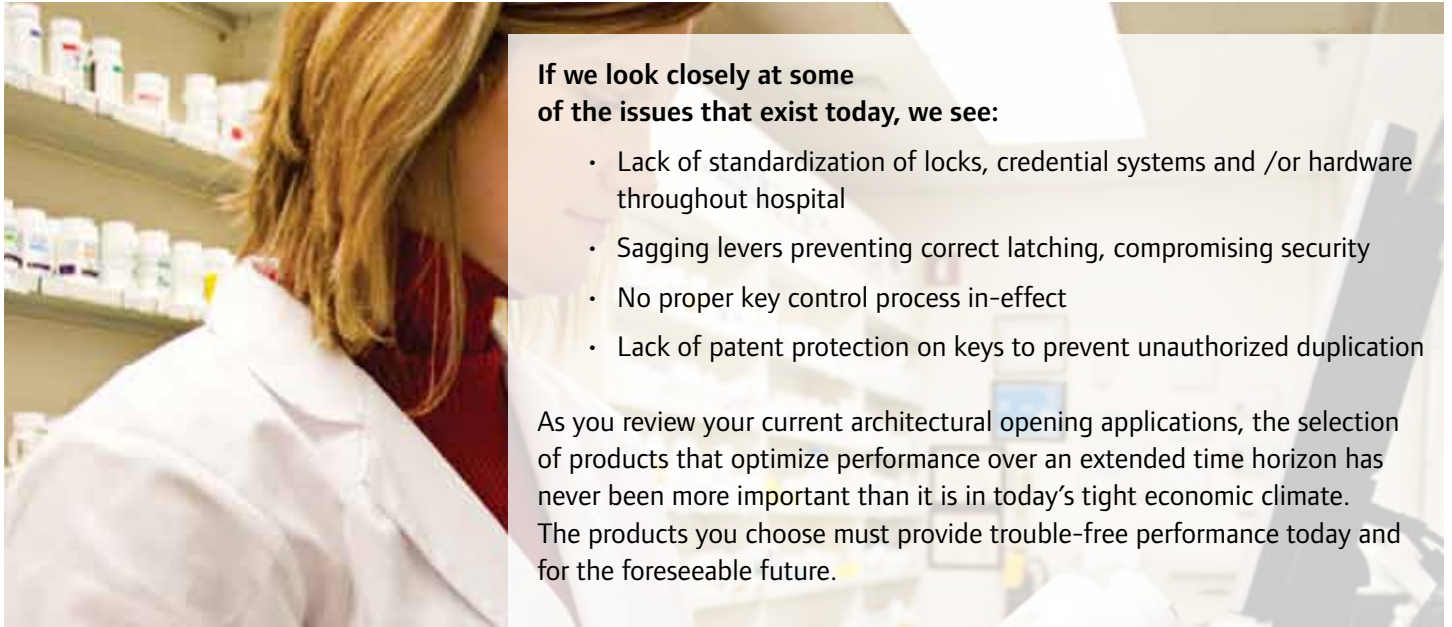 If we look closely at some
of the issues that exist today, we see:
· Lack of standardization of locks, credential systems and /or hardware
throughout hospital
· Sagging levers preventing correct latching, compromising security
· No proper key control process in-effect
· Lack of patent protection on keys to prevent unauthorized duplication
As you review your current architectural opening applications, the selection
of products that optimize performance over an extended time horizon has
never been more important than it is in today’s tight economic climate.
The products you choose must provide trouble-free performance today and
for the foreseeable future.